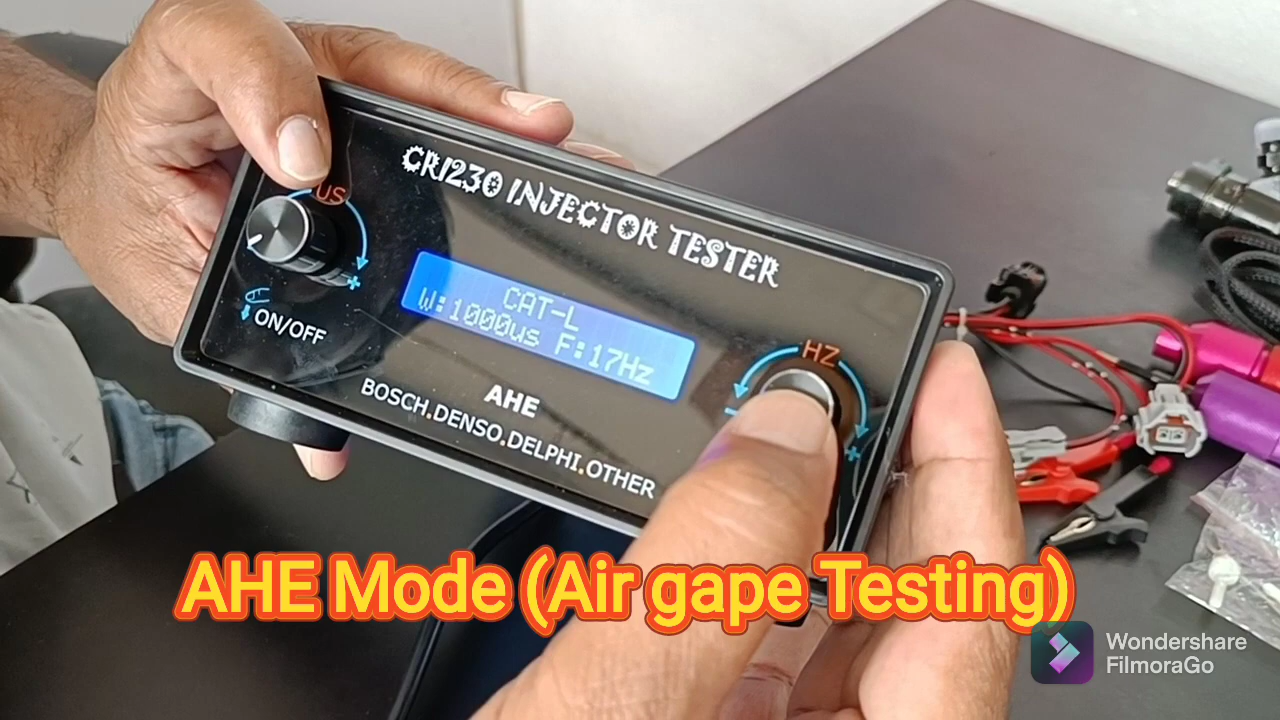 CRI230 INJECTOR TESTER
US
+
ON/OFF
CAT-L
W:1000us F:17Hz
HZ
-
+
AHE
BOSCH.DENSO.DELPHI.OTHER
AHE Mode (Air gape Testing)
Wondershare
FilmoraGo